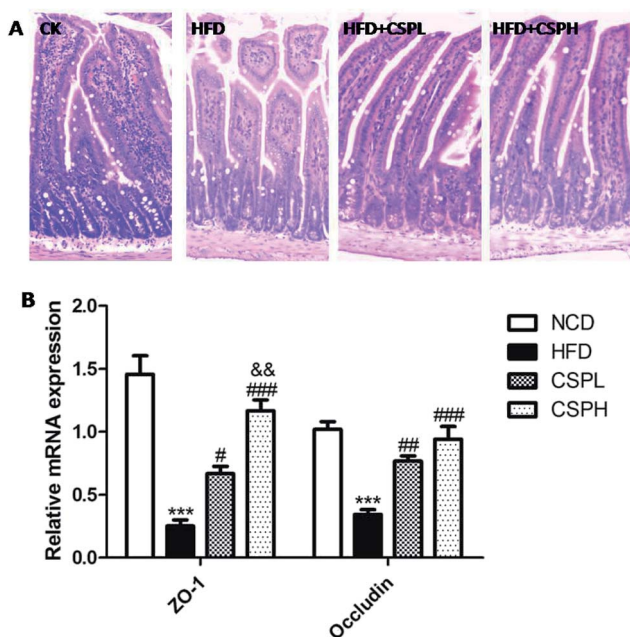 A
CK
HFD
HFD+CSPL
HFD+CSPH
B
Relative mRNA expression
2.0
1.5
1.0
0.5
0.0
***
#
&&
###
***
##
###
ZO-1
Occludin
NCD
HFD
CSPL
CSPH